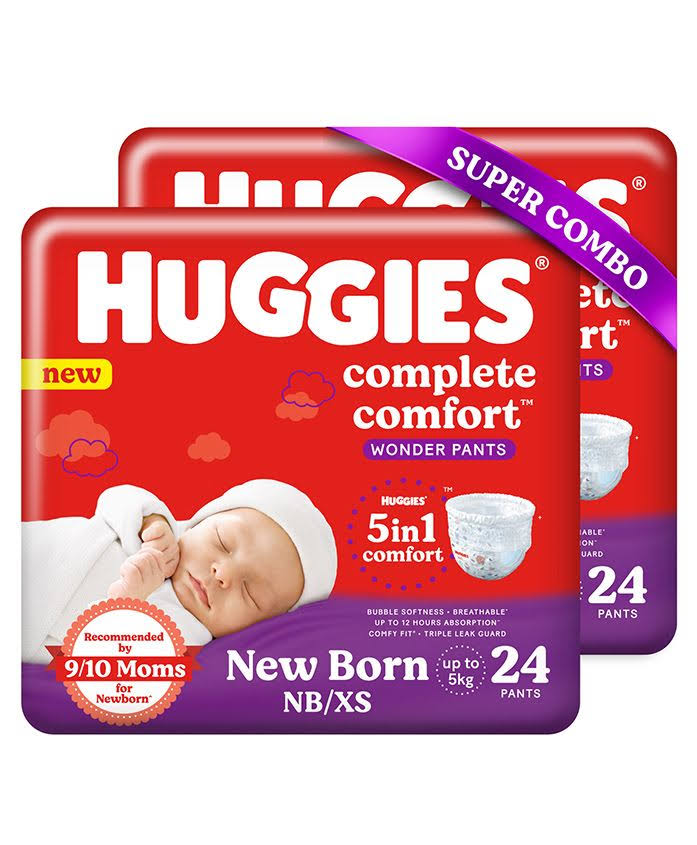 HUGGIES®
SUPER COMBO
HUGGIES®
new
complete
comfort™
WONDER PANTS
HUGGIES® ™
5in1
comfort
BUBBLE SOFTNESS • BREATHABLE*
UP TO 12 HOURS ABSORPTION**
COMFY FIT* • TRIPLE LEAK GUARD
Recommended
by
9/10 Moms
for
Newborn^
New Born
NB/XS
up to
5kg
24
PANTS
24
PANTS